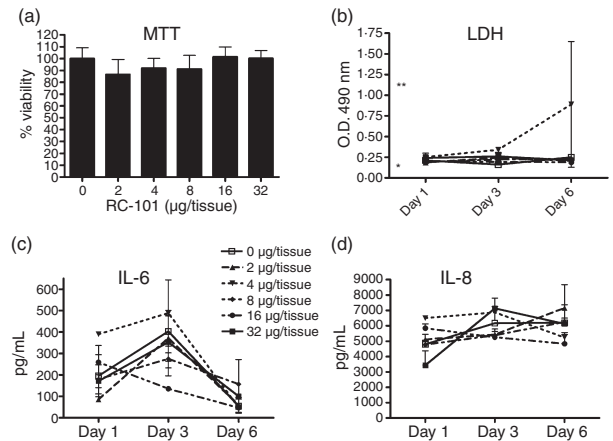 (a)
MTT
% viability
120
110
100
90
80
70
60
50
40
30
20
10
0
0 2 4 8 16 32
RC-101 (µg/tissue)
(b)
LDH
O.D. 490 nm
1·75
1·50
1·25
1·00
0·75
0·50
0·25
0·00
**
*
Day 1 Day 3 Day 6
(c)
IL-6
pg/mL
600
500
400
300
200
100
0
Day 1 Day 3 Day 6
0 µg/tissue
2 µg/tissue
4 µg/tissue
8 µg/tissue
16 µg/tissue
32 µg/tissue
(d)
IL-8
pg/mL
9000
8000
7000
6000
5000
4000
3000
2000
1000
0
Day 1 Day 3 Day 6